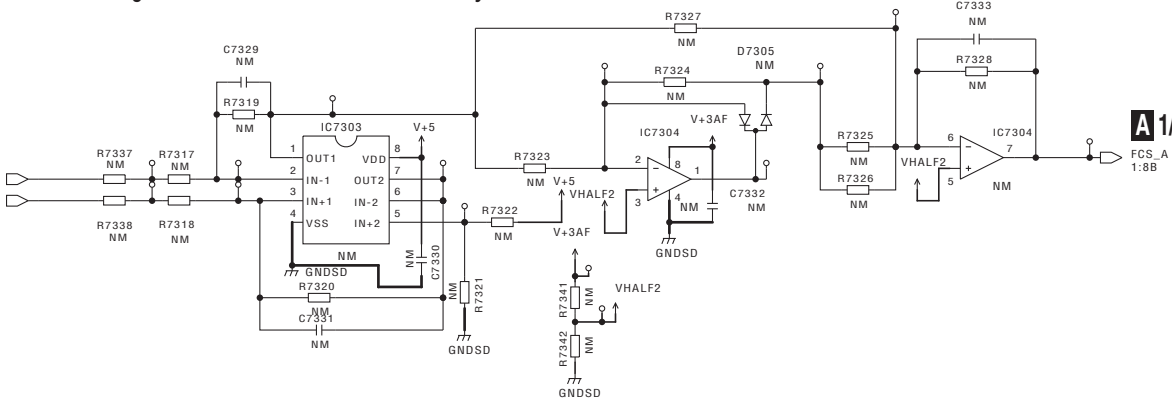 C7329
NM
R7319
NM
R7337
NM
R7317
NM
R7338
NM
R7318
NM
IC7303
1 OUT1 VDD 8
2 IN-1 OUT2 7
3 IN+1 IN-2 6
4 VSS IN+2 5
NM
V+5
GNDSD
NM
C7330
R7320
NM
C7331
NM
NM
R7321
GNDSD
R7322
NM
V+5
R7323
NM
R7327
NM
R7324
NM
D7305
NM
V+3AF
IC7304
2
3
8
1
4
NM
VHALF2
C7332
NM
GNDSD
V+3AF
R7341
NM
VHALF2
R7342
NM
GNDSD
R7325
NM
R7326
NM
C7333
NM
R7328
NM
IC7304
6
5
7
NM
VHALF2
A 1/
FCS_A
1:8B